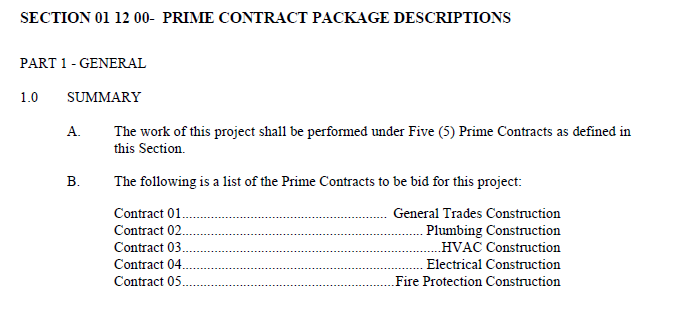 SECTION 01 12 00- PRIME CONTRACT PACKAGE DESCRIPTIONS
PART 1 - GENERAL
1.0 SUMMARY
A. The work of this project shall be performed under Five (5) Prime Contracts as defined in
this Section.
B. The following is a list of the Prime Contracts to be bid for this project:
Contract 01.......................................................... General Trades Construction
Contract 02.................................................................... Plumbing Construction
Contract 03.........................................................................HVAC Construction
Contract 04.................................................................... Electrical Construction
Contract 05............................................................Fire Protection Construction